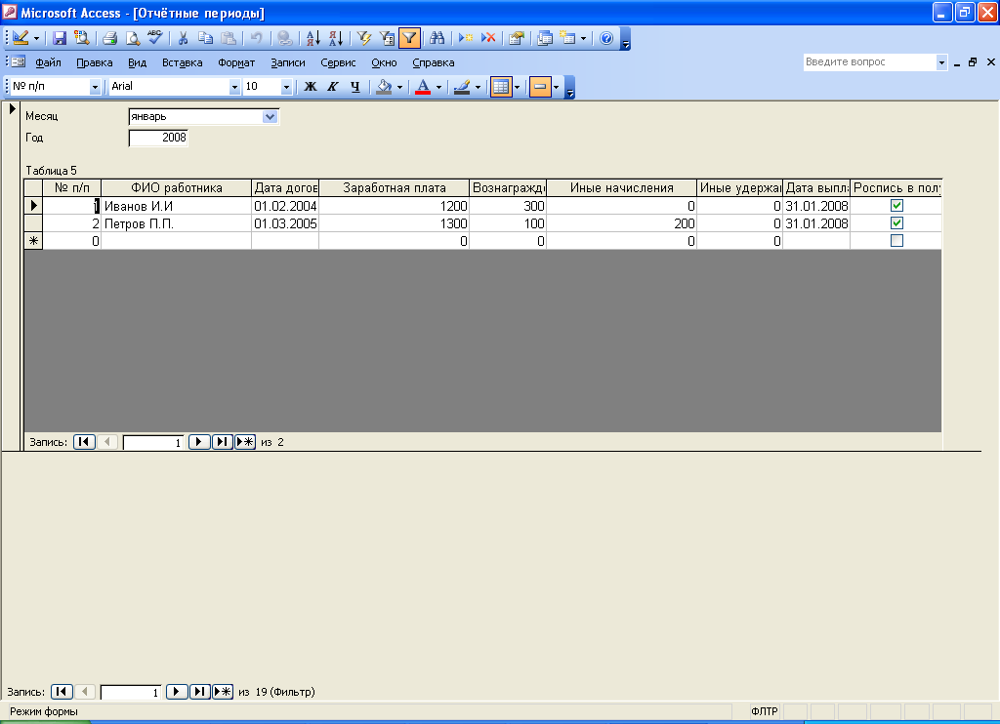 Microsoft Access - [Отчётные периоды]
Файл Правка Вид Вставка Формат Записи Сервис Окно Справка Введите вопрос
№ п/п Arial 10 Ж К Ч
Месяц январь
Год 2008
Таблица 5
№ п/п ФИО работника Дата догов Заработная плата Вознагражде Иные начисления Иные удержа Дата выпла Роспись в полу
1 Иванов И.И 01.02.2004 1200 300 0 0 31.01.2008
2 Петров П.П. 01.03.2005 1300 100 200 0 31.01.2008
0 0 0 0 0
Запись: 1 из 2
Запись: 1 из 19 (Фильтр)
Режим формы ФЛТР